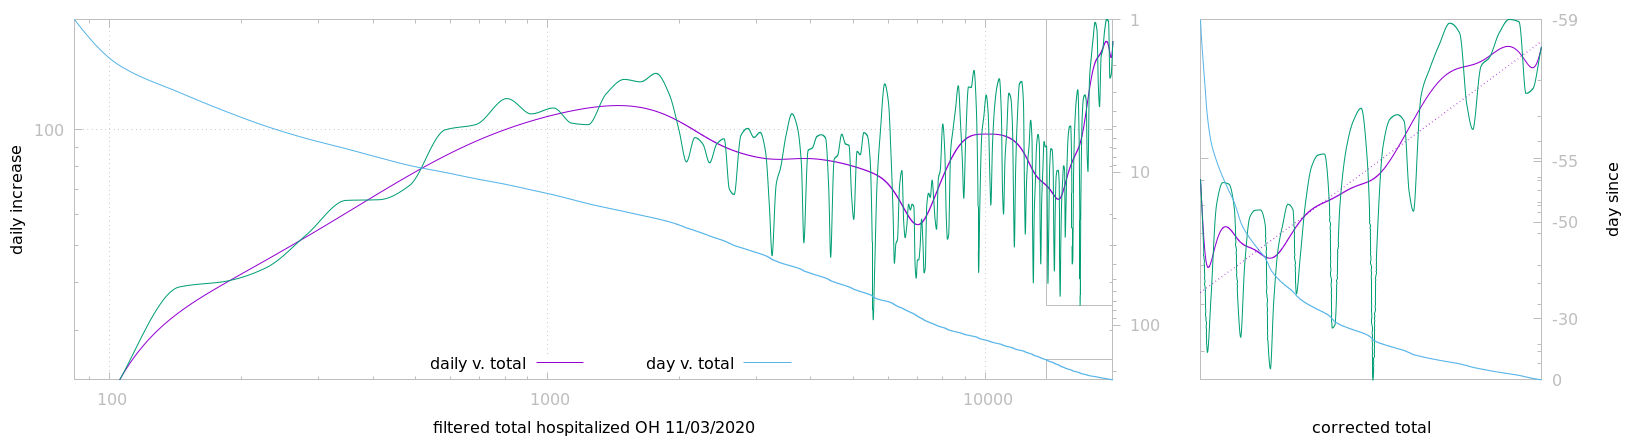 1
-59
100
daily increase
10
-55
-50
day since
100
-30
daily v. total
day v. total
0
100
1000
10000
filtered total hospitalized OH 11/03/2020
corrected total